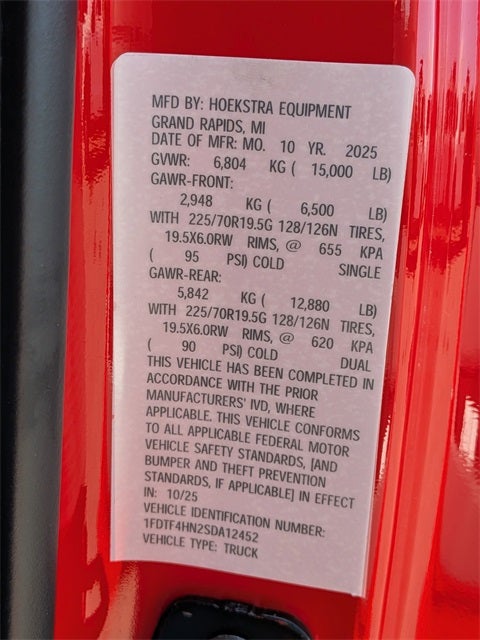 MFD BY: HOEKSTRA EQUIPMENT
GRAND RAPIDS, MI
DATE OF MFR: MO. 10 YR. 2025
GVWR: 6,804 KG ( 15,000 LB)
GAWR-FRONT:
2,948 KG ( 6,500 LB)
WITH 225/70R19.5G 128/126N TIRES,
19.5X6.0RW RIMS, @ 655 KPA
( 95 PSI) COLD SINGLE
GAWR-REAR:
5,842 KG ( 12,880 LB)
WITH 225/70R19.5G 128/126N TIRES,
19.5X6.0RW RIMS, @ 620 KPA
( 90 PSI) COLD DUAL
THIS VEHICLE HAS BEEN COMPLETED IN
ACCORDANCE WITH THE PRIOR
MANUFACTURERS' IVD, WHERE
APPLICABLE. THIS VEHICLE CONFORMS
TO ALL APPLICABLE FEDERAL MOTOR
VEHICLE SAFETY STANDARDS, [AND
BUMPER AND THEFT PREVENTION
STANDARDS, IF APPLICABLE] IN EFFECT
IN: 10/25
VEHICLE IDENTIFICATION NUMBER:
1FDTF4HN2SDA12452
VEHICLE TYPE: TRUCK